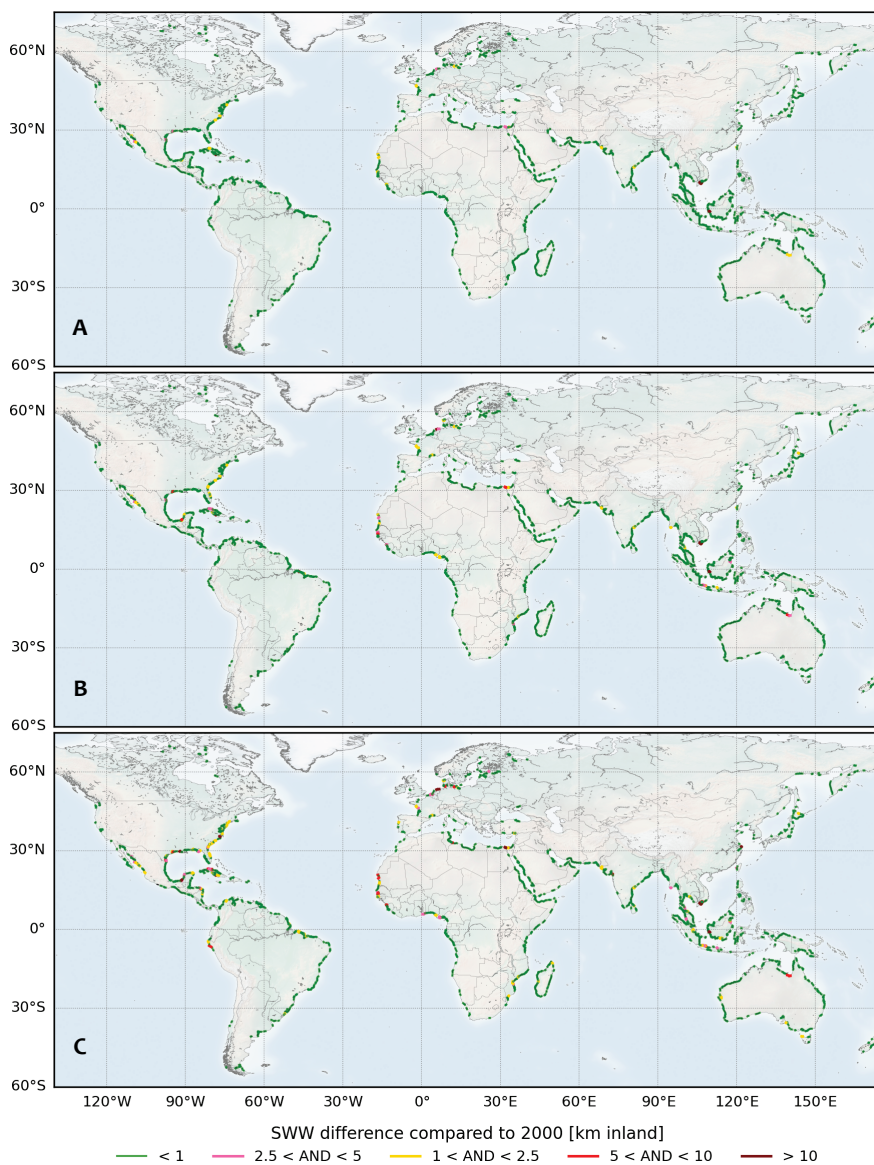 60°N
30°N
0°
30°S
60°S
A
60°N
30°N
0°
30°S
60°S
B
60°N
30°N
0°
30°S
60°S
C
120°W 90°W 60°W 30°W 0° 30°E 60°E 90°E 120°E 150°E
SWW difference compared to 2000 [km inland]
< 1 2.5 < AND < 5 1 < AND < 2.5 5 < AND < 10 > 10